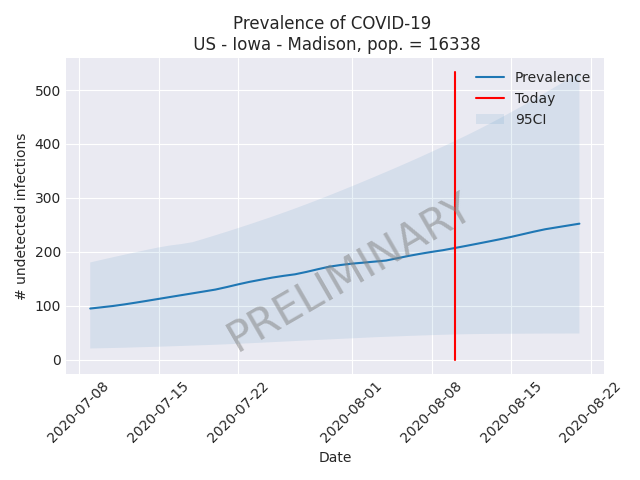 Prevalence of COVID-19
US - Iowa - Madison, pop. = 16338
Prevalence
Today
95CI
500
400
300
200
100
0
# undetected infections
PRELIMINARY
2020-07-08
2020-07-15
2020-07-22
2020-08-01
2020-08-08
2020-08-15
2020-08-22
Date